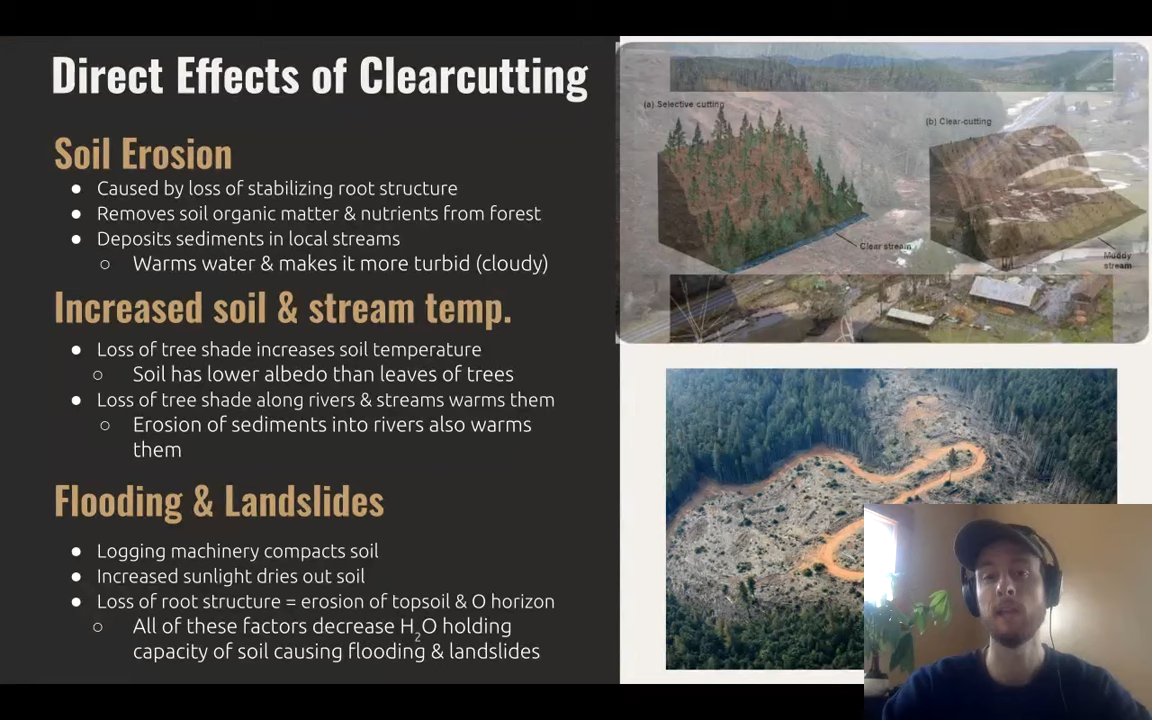 Direct Effects of Clearcutting
Soil Erosion
● Caused by loss of stabilizing root structure
● Removes soil organic matter & nutrients from forest
● Deposits sediments in local streams
○ Warms water & makes it more turbid (cloudy)
Increased soil & stream temp.
● Loss of tree shade increases soil temperature
○ Soil has lower albedo than leaves of trees
● Loss of tree shade along rivers & streams warms them
○ Erosion of sediments into rivers also warms
them
Flooding & Landslides
● Logging machinery compacts soil
● Increased sunlight dries out soil
● Loss of root structure = erosion of topsoil & O horizon
○ All of these factors decrease H₂O holding
capacity of soil causing flooding & landslides
(a) Selective cutting
(b) Clear-cutting
Clear stream
Muddy
stream